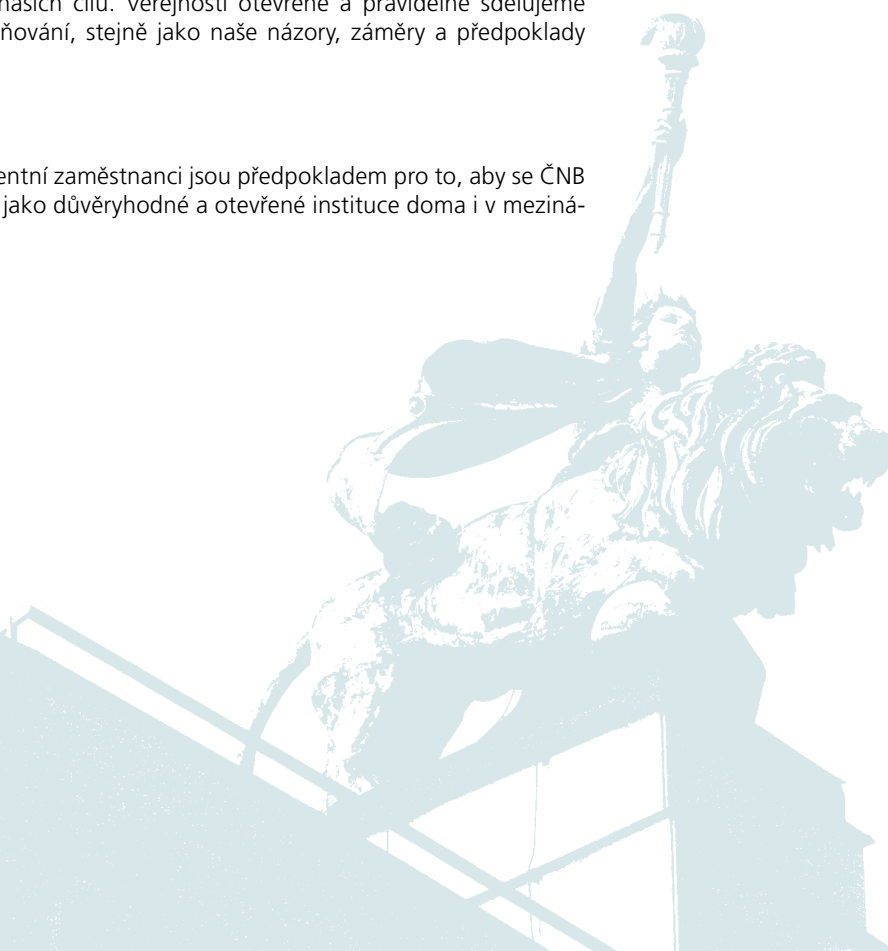 našich cílů. Veřejnosti otevřeně a pravidelně sdělujeme
ňování, stejně jako naše názory, záměry a předpoklady
entní zaměstnanci jsou předpokladem pro to, aby se ČNB
jako důvěryhodné a otevřené instituce doma i v meziná-